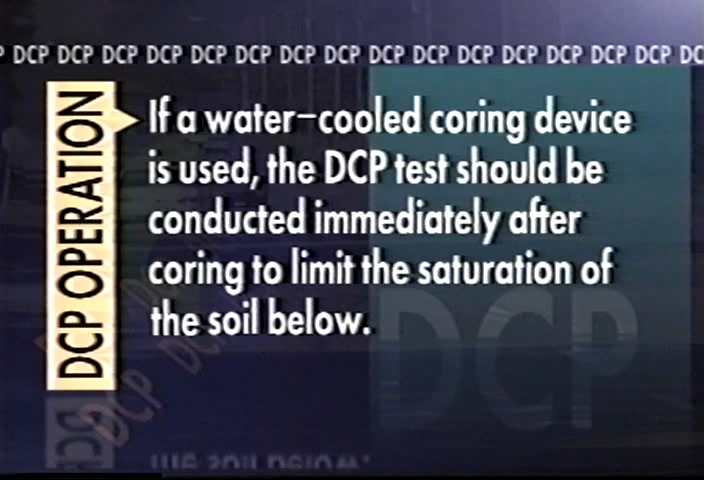 P DCP DCP DCP DCP DCP DCP DCP DCP DCP DCP DCP DCP DCP DCP DCP DC
DCP OPERATION
If a water-cooled coring device
is used, the DCP test should be
conducted immediately after
coring to limit the saturation of
the soil below.
DCP
DCP
DCP